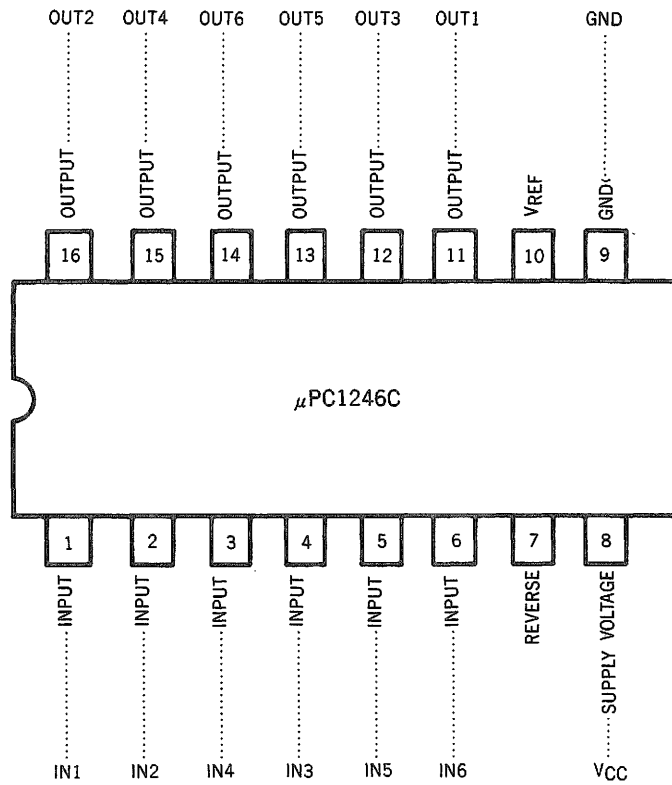 OUT2 OUT4 OUT6 OUT5 OUT3 OUT1 GND
OUTPUT OUTPUT OUTPUT OUTPUT OUTPUT OUTPUT VREF GND
16 15 14 13 12 11 10 9
μPC1246C
1 2 3 4 5 6 7 8
INPUT INPUT INPUT INPUT INPUT INPUT REVERSE SUPPLY VOLTAGE
IN1 IN2 IN4 IN3 IN5 IN6 VCC